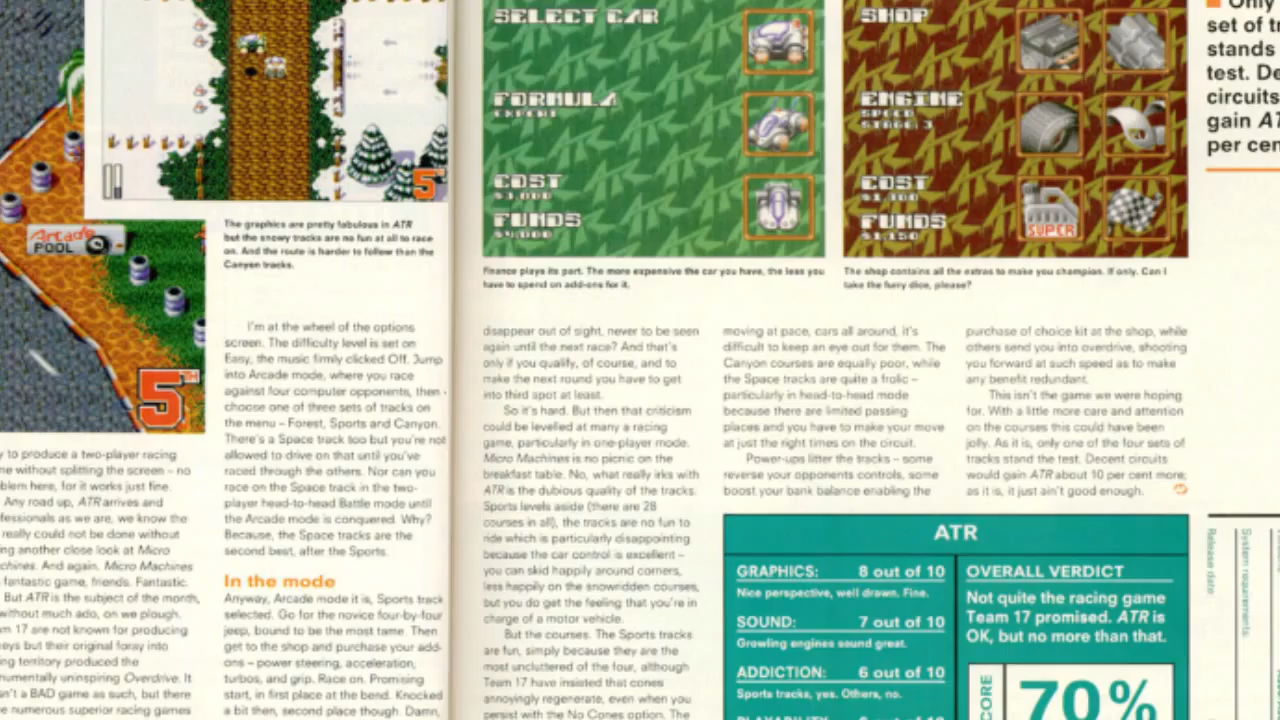 Arcade
POOL
5TH
5
The graphics are pretty fabulous in ATR
but the snowy tracks are no fun at all to race
on. And the route is harder to follow than the
Canyon tracks.
y to produce a two-player racing
me without splitting the screen – no
blem here, for it works just fine.
Any road up, ATR arrives and
fessionals as we are, we know the
really could not be done without
ing another close look at Micro
chines. And again. Micro Machines
fantastic game, friends. Fantastic.
But ATR is the subject of the month,
without much ado, on we plough.
m 17 are not known for producing
eys but their original foray into
ing territory produced the
numentally uninspiring Overdrive. It
sn't a BAD game as such, but there
e numerous superior racing games
I'm at the wheel of the options
screen. The difficulty level is set on
Easy, the music firmly clicked Off. Jump
into Arcade mode, where you race
against four computer opponents, then
choose one of three sets of tracks on
the menu – Forest, Sports and Canyon.
There's a Space track too but you're not
allowed to drive on that until you've
raced through the others. Nor can you
race on the Space track in the two-
player head-to-head Battle mode until
the Arcade mode is conquered. Why?
Because, the Space tracks are the
second best, after the Sports.
In the mode
Anyway, Arcade mode it is, Sports track
selected. Go for the novice four-by-four
jeep, bound to be the most tame. Then
get to the shop and purchase your add-
ons – power steering, acceleration,
turbos, and grip. Race on. Promising
start, in first place at the bend. Knocked
a bit then, second place though. Damn,
SELECT CAR
FORMULA
COST
$3,000
FUNDS
SHOP
ENGINE
SPEED
STAGE 3
COST
FUNDS
$1,150
SUPER
Finance plays its part. The more expensive the car you have, the less you
have to spend on add-ons for it.
The shop contains all the extras to make you champion. If only. Can I
take the furry dice, please?
disappear out of sight, never to be seen
again until the next race? And that's
only if you qualify, of course, and to
make the next round you have to get
into third spot at least.
So it's hard. But then that criticism
could be levelled at many a racing
game, particularly in one-player mode.
Micro Machines is no picnic on the
breakfast table. No, what really irks with
ATR is the dubious quality of the tracks.
Sports levels aside (there are 28
courses in all), the tracks are no fun to
ride which is particularly disappointing
because the car control is excellent –
you can skid happily around corners,
less happily on the snowridden courses,
but you do get the feeling that you're in
charge of a motor vehicle.
But the courses. The Sports tracks
are fun, simply because they are the
most uncluttered of the four, although
Team 17 have insisted that cones
annoyingly regenerate, even when you
persist with the No Cones option. The
moving at pace, cars all around, it's
difficult to keep an eye out for them. The
Canyon courses are equally poor, while
the Space tracks are quite a frolic –
particularly in head-to-head mode
because there are limited passing
places and you have to make your move
at just the right times on the circuit.
Power-ups litter the tracks – some
reverse your opponents controls, some
boost your bank balance enabling the
purchase of choice kit at the shop, while
others send you into overdrive, shooting
you forward at such speed as to make
any benefit redundant.
This isn't the game we were hoping
for. With a little more care and attention
on the courses this could have been
jolly. As it is, only one of the four sets of
tracks stand the test. Decent circuits
would gain ATR about 10 per cent more;
as it is, it just ain't good enough.
ATR
GRAPHICS: 8 out of 10
Nice perspective, well drawn. Fine.
SOUND: 7 out of 10
Growling engines sound great.
ADDICTION: 6 out of 10
Sports tracks, yes. Others, no.
OVERALL VERDICT
Not quite the racing game
Team 17 promised. ATR is
OK, but no more than that.
70%
Only
set of tr
stands
test. De
circuits
gain AT
per cen
Release date
System requirements